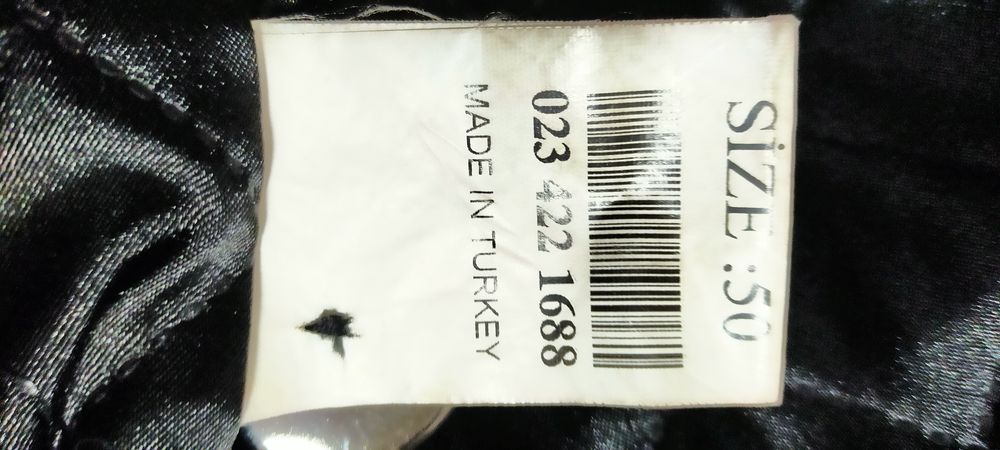 SİZE :50
023 422 1688
MADE IN TURKEY